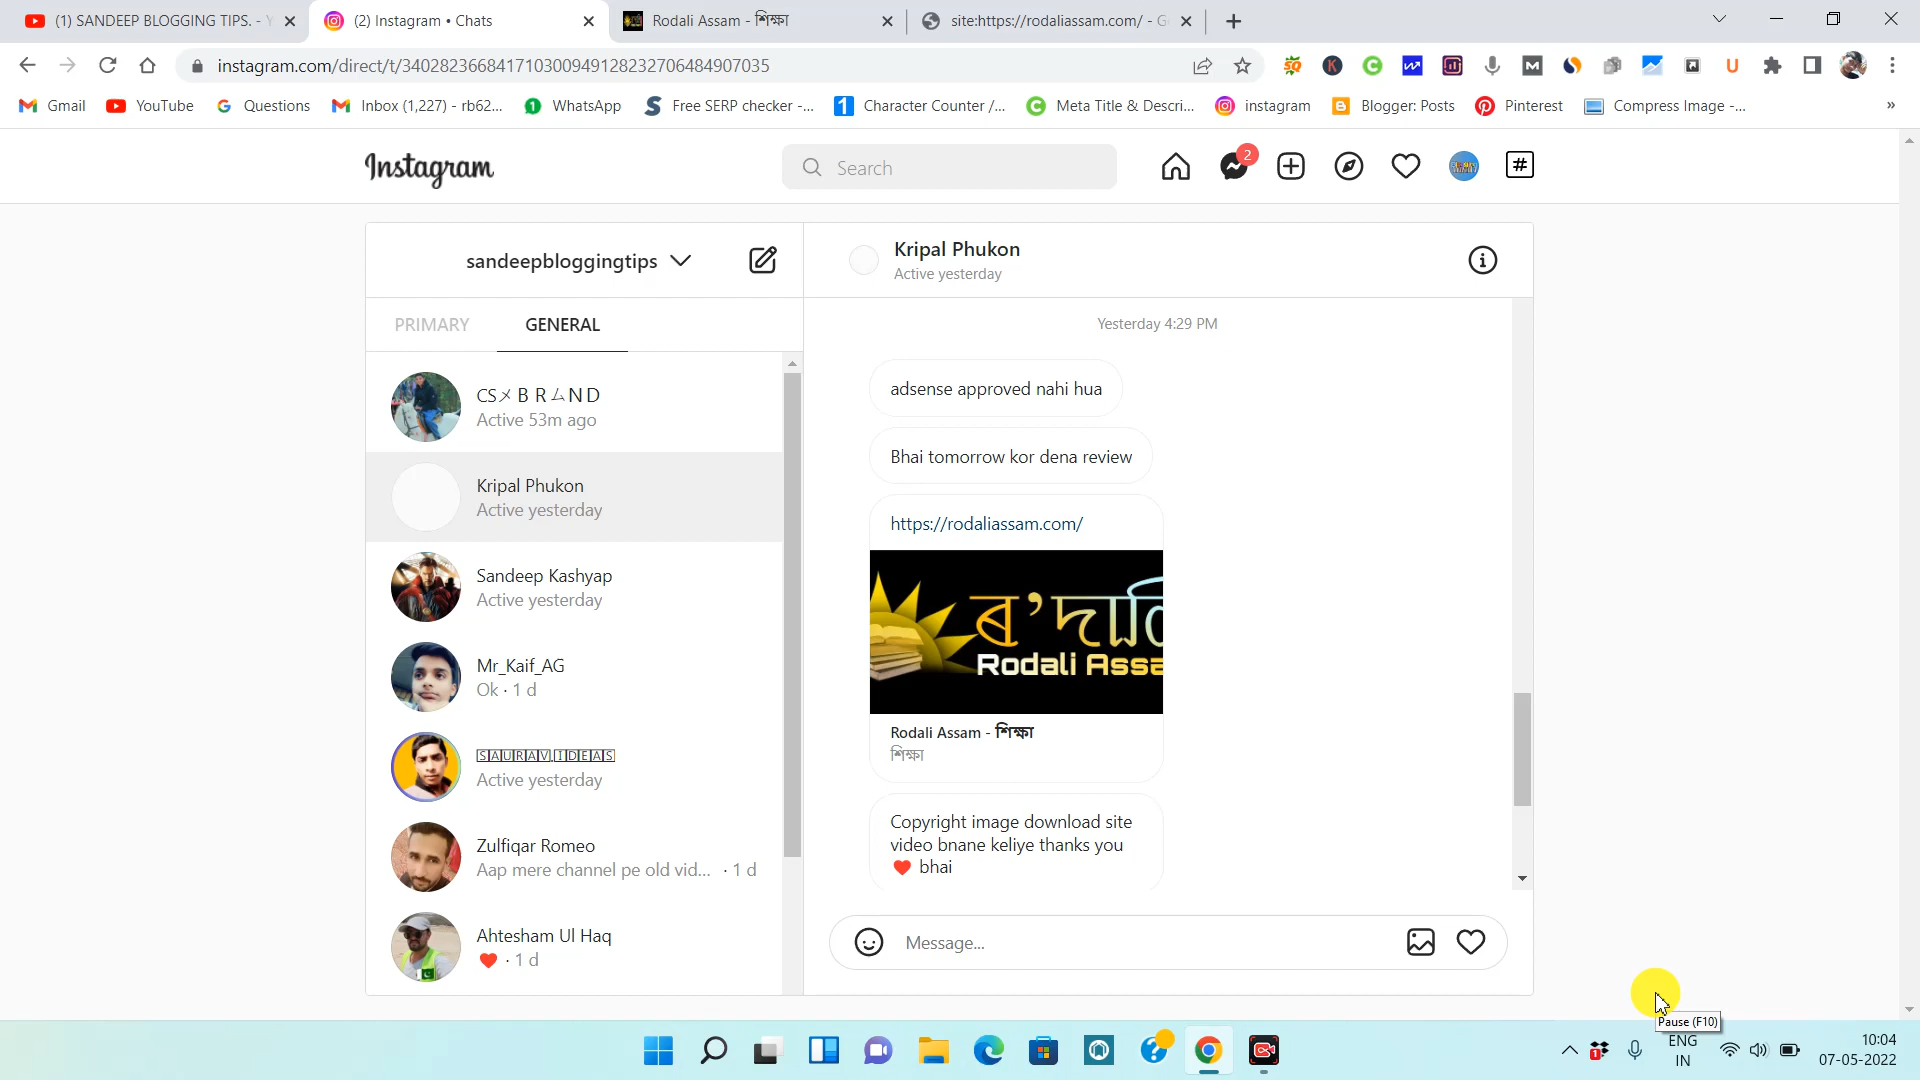 (1) SANDEEP BLOGGING TIPS. - Y
(2) Instagram • Chats
Rodali Assam - শিক্ষা
site:https://rodaliassam.com/ - G
instagram.com/direct/t/340282366841710300949128232706484907035
Gmail
YouTube
Questions
Inbox (1,227) - rb62...
WhatsApp
Free SERP checker -...
Character Counter /...
Meta Title & Descri...
instagram
Blogger: Posts
Pinterest
Compress Image -...
»
Instagram
Search
2
#
sandeepbloggingtips
Kripal Phukon
Active yesterday
PRIMARY
GENERAL
CSメ B R ム N D
Active 53m ago
Kripal Phukon
Active yesterday
Sandeep Kashyap
Active yesterday
Mr_Kaif_AG
Ok · 1 d
🅂🄰🅄🅁🄰🅅.🄸🄳🄴🄰🅂
Active yesterday
Zulfiqar Romeo
Aap mere channel pe old vid... · 1 d
Ahtesham Ul Haq
❤️ · 1 d
Yesterday 4:29 PM
adsense approved nahi hua
Bhai tomorrow kor dena review
https://rodaliassam.com/
Rodali Assa
Rodali Assam - শিক্ষা
শিক্ষা
Copyright image download site
video bnane keliye thanks you
❤️ bhai
Message...
Pause (F10)
ENG
IN
10:04
07-05-2022